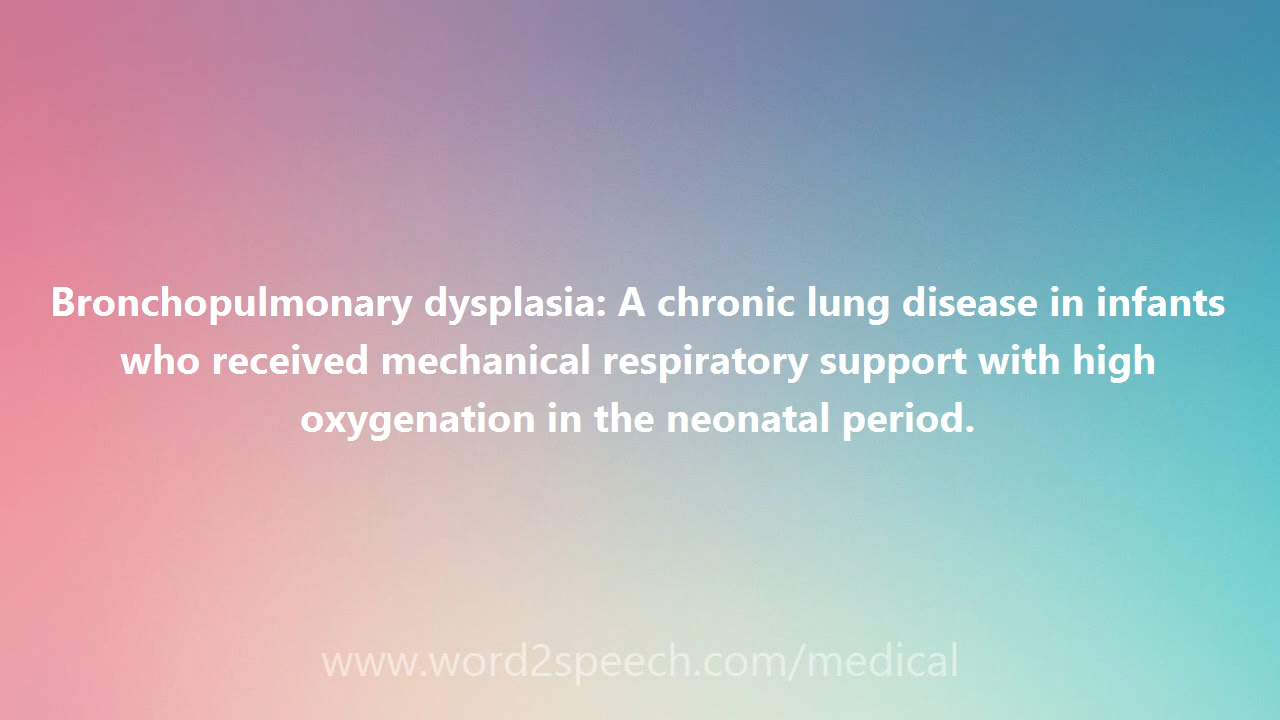 Bronchopulmonary dysplasia: A chronic lung disease in infants
who received mechanical respiratory support with high
oxygenation in the neonatal period.
www.word2speech.com/medical